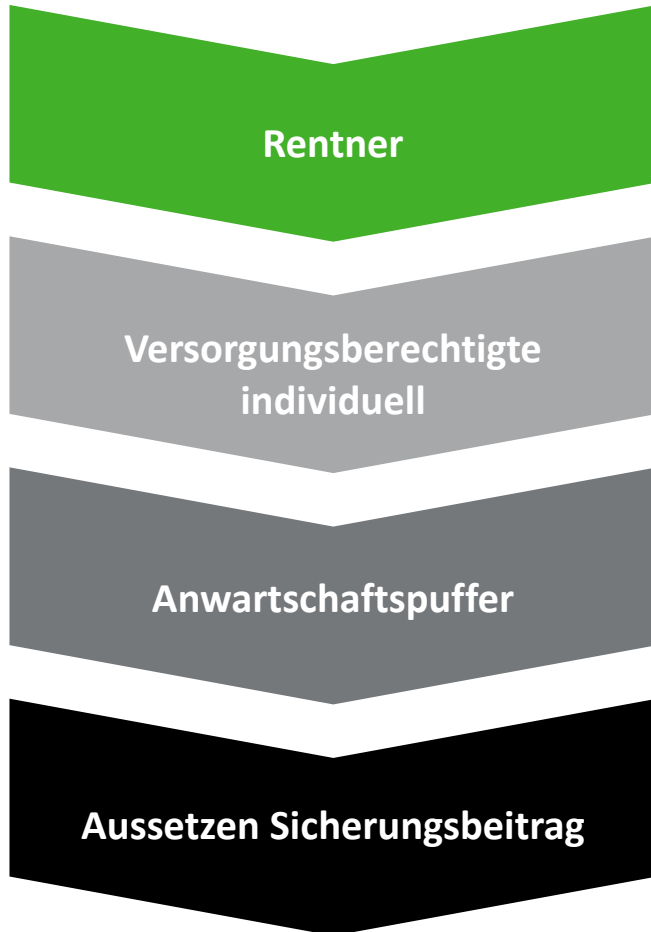 Rentner
Versorgungsberechtigte
individuell
Anwartschaftspuffer
Aussetzen Sicherungsbeitrag